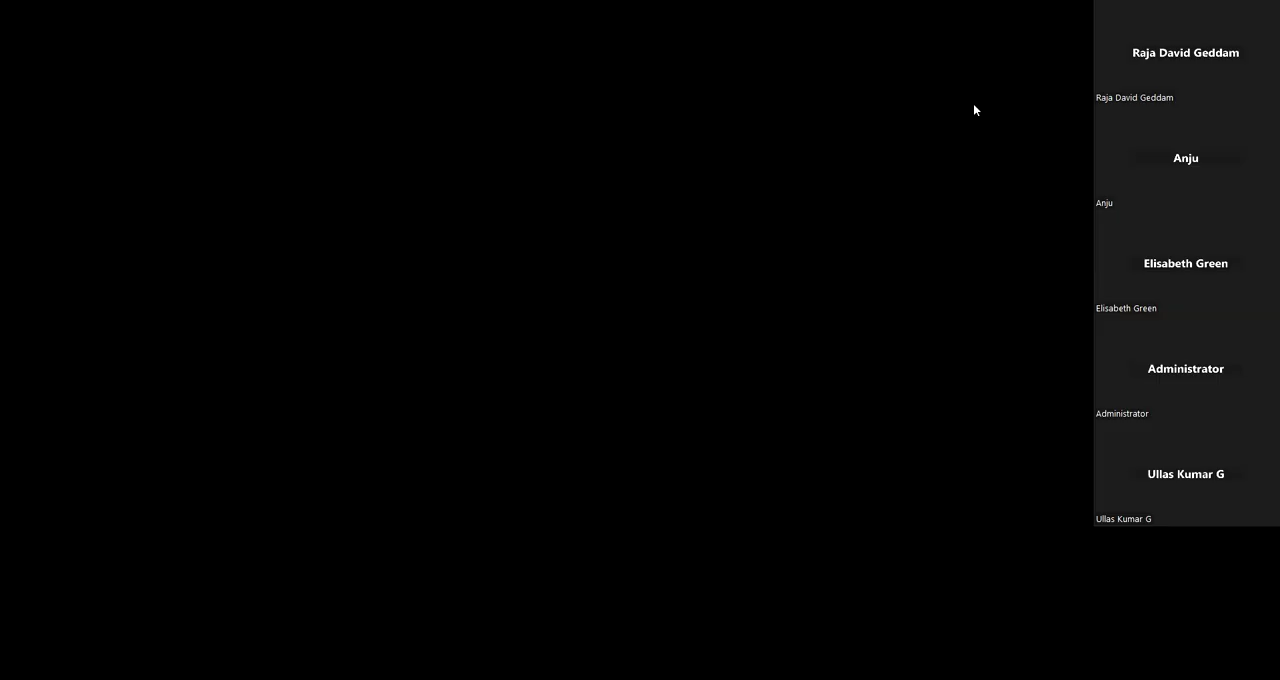 Raja David Geddam
Raja David Geddam
Anju
Anju
Elisabeth Green
Elisabeth Green
Administrator
Administrator
Ullas Kumar G
Ullas Kumar G